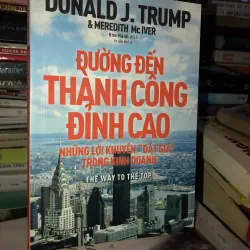 DONALD J. TRUMP
& MEREDITH McIVER
ĐƯỜNG ĐẾN
THÀNH CÔNG
ĐỈNH CAO
NHỮNG LỜI KHUYÊN "ĐẮT GIÁ"
TRONG KINH DOANH
THE WAY TO THE TOP